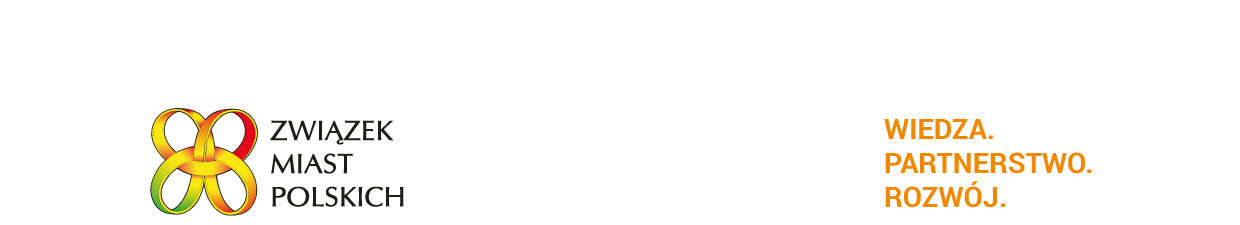 ZWIĄZEK
MIAST
POLSKICH
WIEDZA.
PARTNERSTWO.
ROZWÓJ.